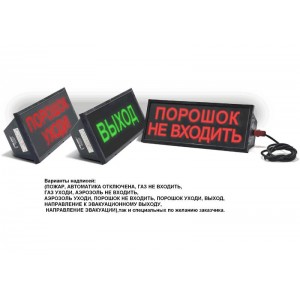 ПОРОШОК
УХОДИ
ВЫХОД
ПОРОШОК
НЕ ВХОДИТЬ
Варианты надписей:
(ПОЖАР, АВТОМАТИКА ОТКЛЮЧЕНА, ГАЗ НЕ ВХОДИТЬ,
ГАЗ УХОДИ, АЭРОЗОЛЬ НЕ ВХОДИТЬ,
АЭРОЗОЛЬ УХОДИ, ПОРОШОК НЕ ВХОДИТЬ, ПОРОШОК УХОДИ, ВЫХОД,
НАПРАВЛЕНИЕ К ЭВАКУАЦИОННОМУ ВЫХОДУ,
НАПРАВЛЕНИЕ ЭВАКУАЦИИ),так и специальных по желанию заказчика.